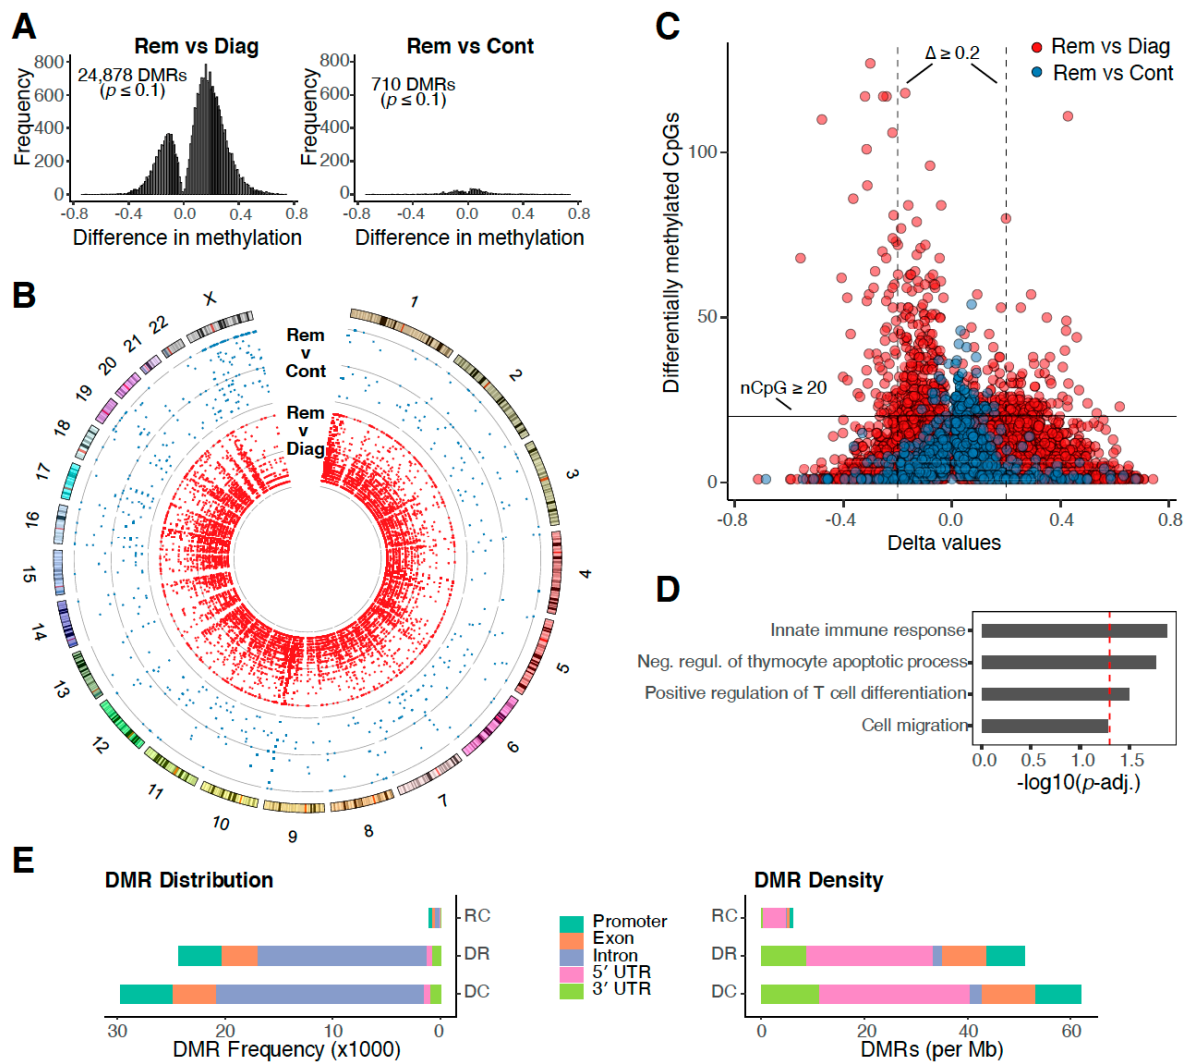 A
Rem vs Diag
Frequency
800
600
400
200
0
24,878 DMRs
(p ≤ 0.1)
-0.8
-0.4
0.0
0.4
0.8
Difference in methylation
Rem vs Cont
Frequency
800
600
400
200
0
710 DMRs
(p ≤ 0.1)
-0.8
-0.4
0.0
0.4
0.8
Difference in methylation
B
Rem
v
Cont
Rem
v
Diag
1
2
3
4
5
6
7
8
9
10
11
12
13
14
15
16
17
18
19
20
21
22
X
C
Rem vs Diag
Rem vs Cont
Δ ≥ 0.2
nCpG ≥ 20
Differentially methylated CpGs
100
50
0
-0.8
-0.4
0.0
0.4
0.8
Delta values
D
Innate immune response
Neg. regul. of thymocyte apoptotic process
Positive regulation of T cell differentiation
Cell migration
0.0
0.5
1.0
1.5
-log10(p-adj.)
E
DMR Distribution
RC
DR
DC
30
20
10
0
DMR Frequency (x1000)
Promoter
Exon
Intron
5′ UTR
3′ UTR
DMR Density
RC
DR
DC
0
20
40
60
DMRs (per Mb)